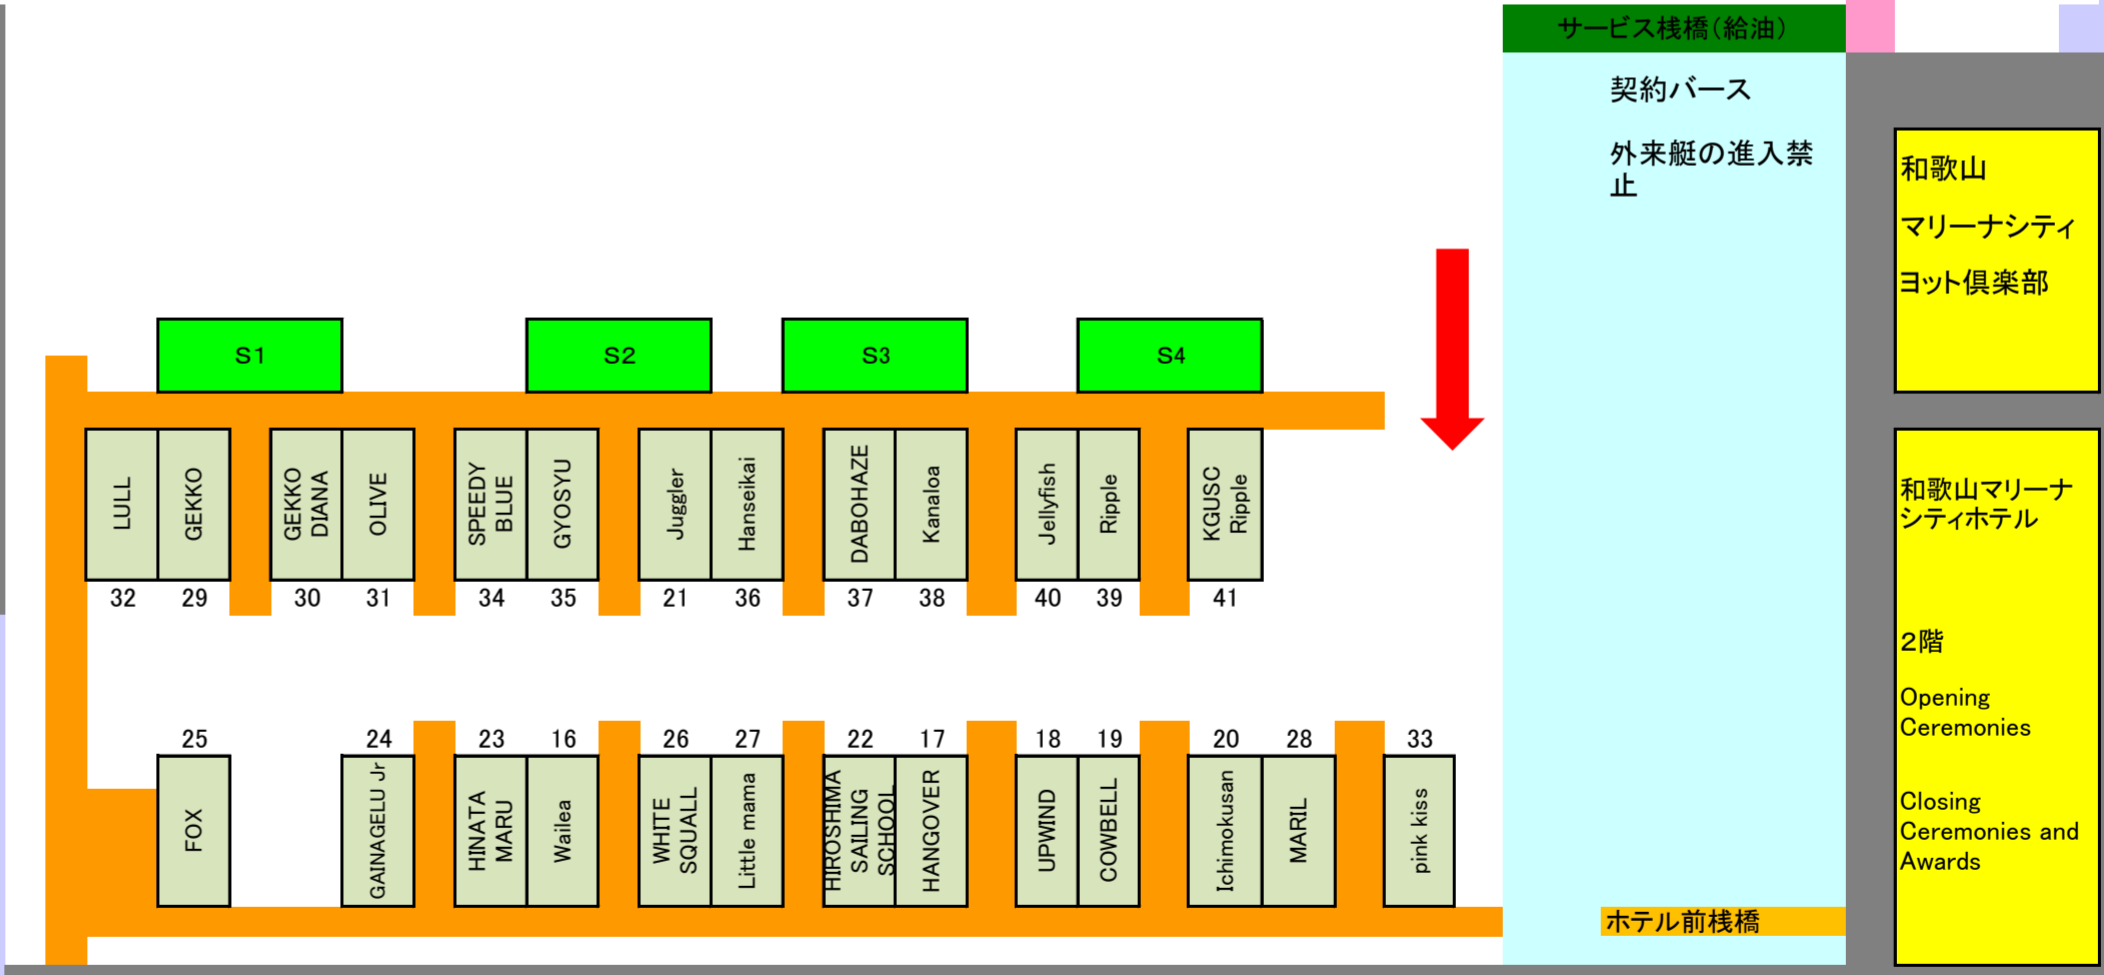 サービス桟橋(給油)
契約バース
外来艇の進入禁
止
和歌山
マリーナシティ
ヨット倶楽部
S1
S2
S3
S4
LULL
GEKKO
GEKKO
DIANA
OLIVE
SPEEDY
BLUE
GYOSYU
Juggler
Hanseikai
DABOHAZE
Kanaloa
Jellyfish
Ripple
KGUSC
Ripple
32
29
30
31
34
35
21
36
37
38
40
39
41
和歌山マリーナ
シティホテル
2階
Opening
Ceremonies
Closing
Ceremonies and
Awards
25
24
23
16
26
27
22
17
18
19
20
28
33
FOX
GAINAGELU Jr
HINATA
MARU
Wailea
WHITE
SQUALL
Little mama
HIROSHIMA
SAILING
SCHOOL
HANGOVER
UPWIND
COWBELL
Ichimokusan
MARIL
pink kiss
ホテル前桟橋